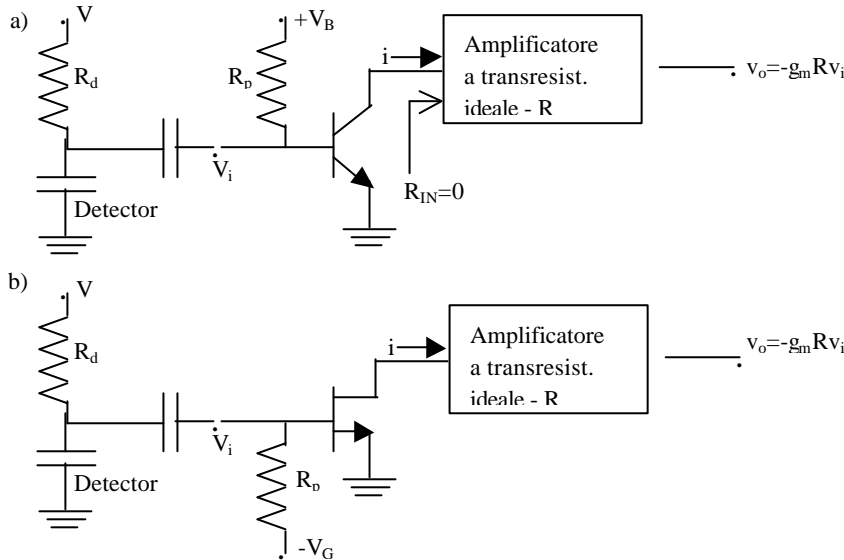 a)
V
+V_B
R_d
R_p
i
Amplificatore
a transresist.
ideale - R
v_o=-g_mRv_i
V_i
R_IN=0
Detector
b)
V
R_d
i
Amplificatore
a transresist.
ideale - R
v_o=-g_mRv_i
V_i
Detector
R_p
-V_G